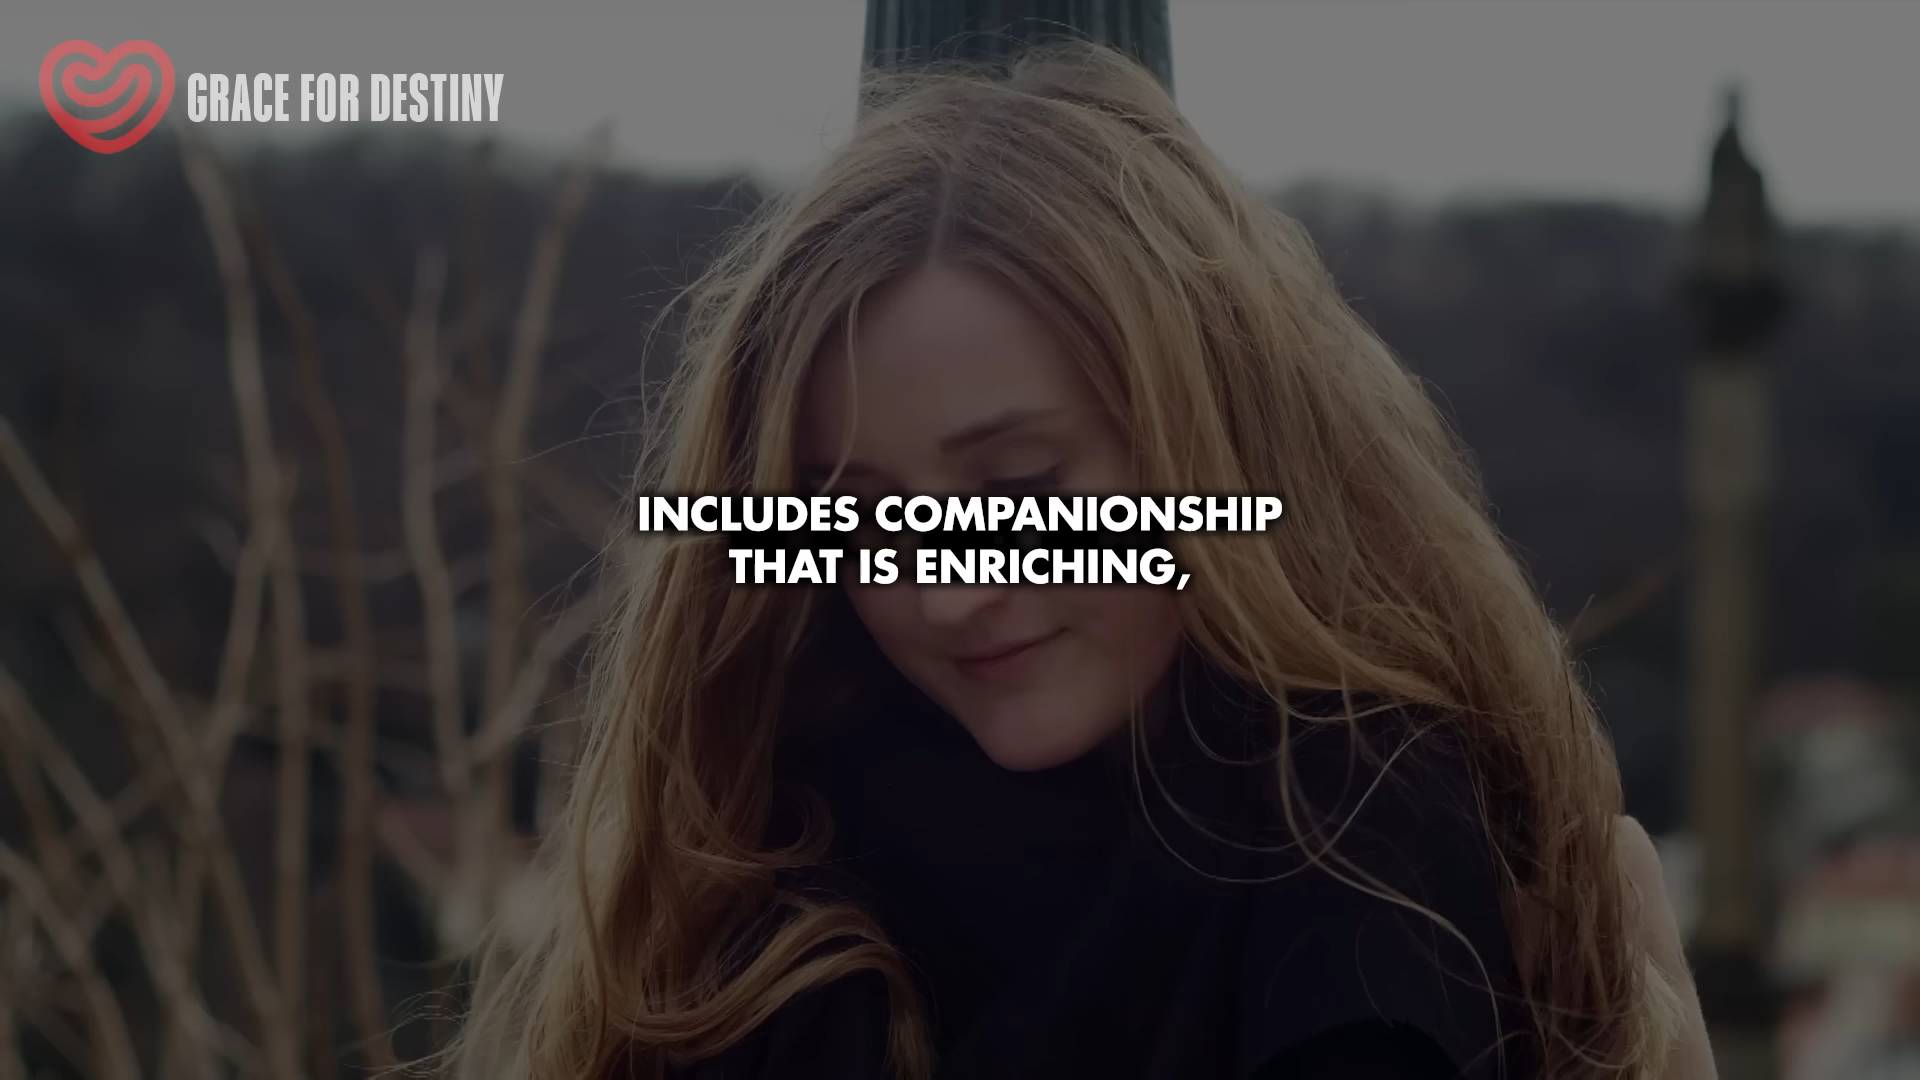 GRACE FOR DESTINY
INCLUDES COMPANIONSHIP
THAT IS ENRICHING,